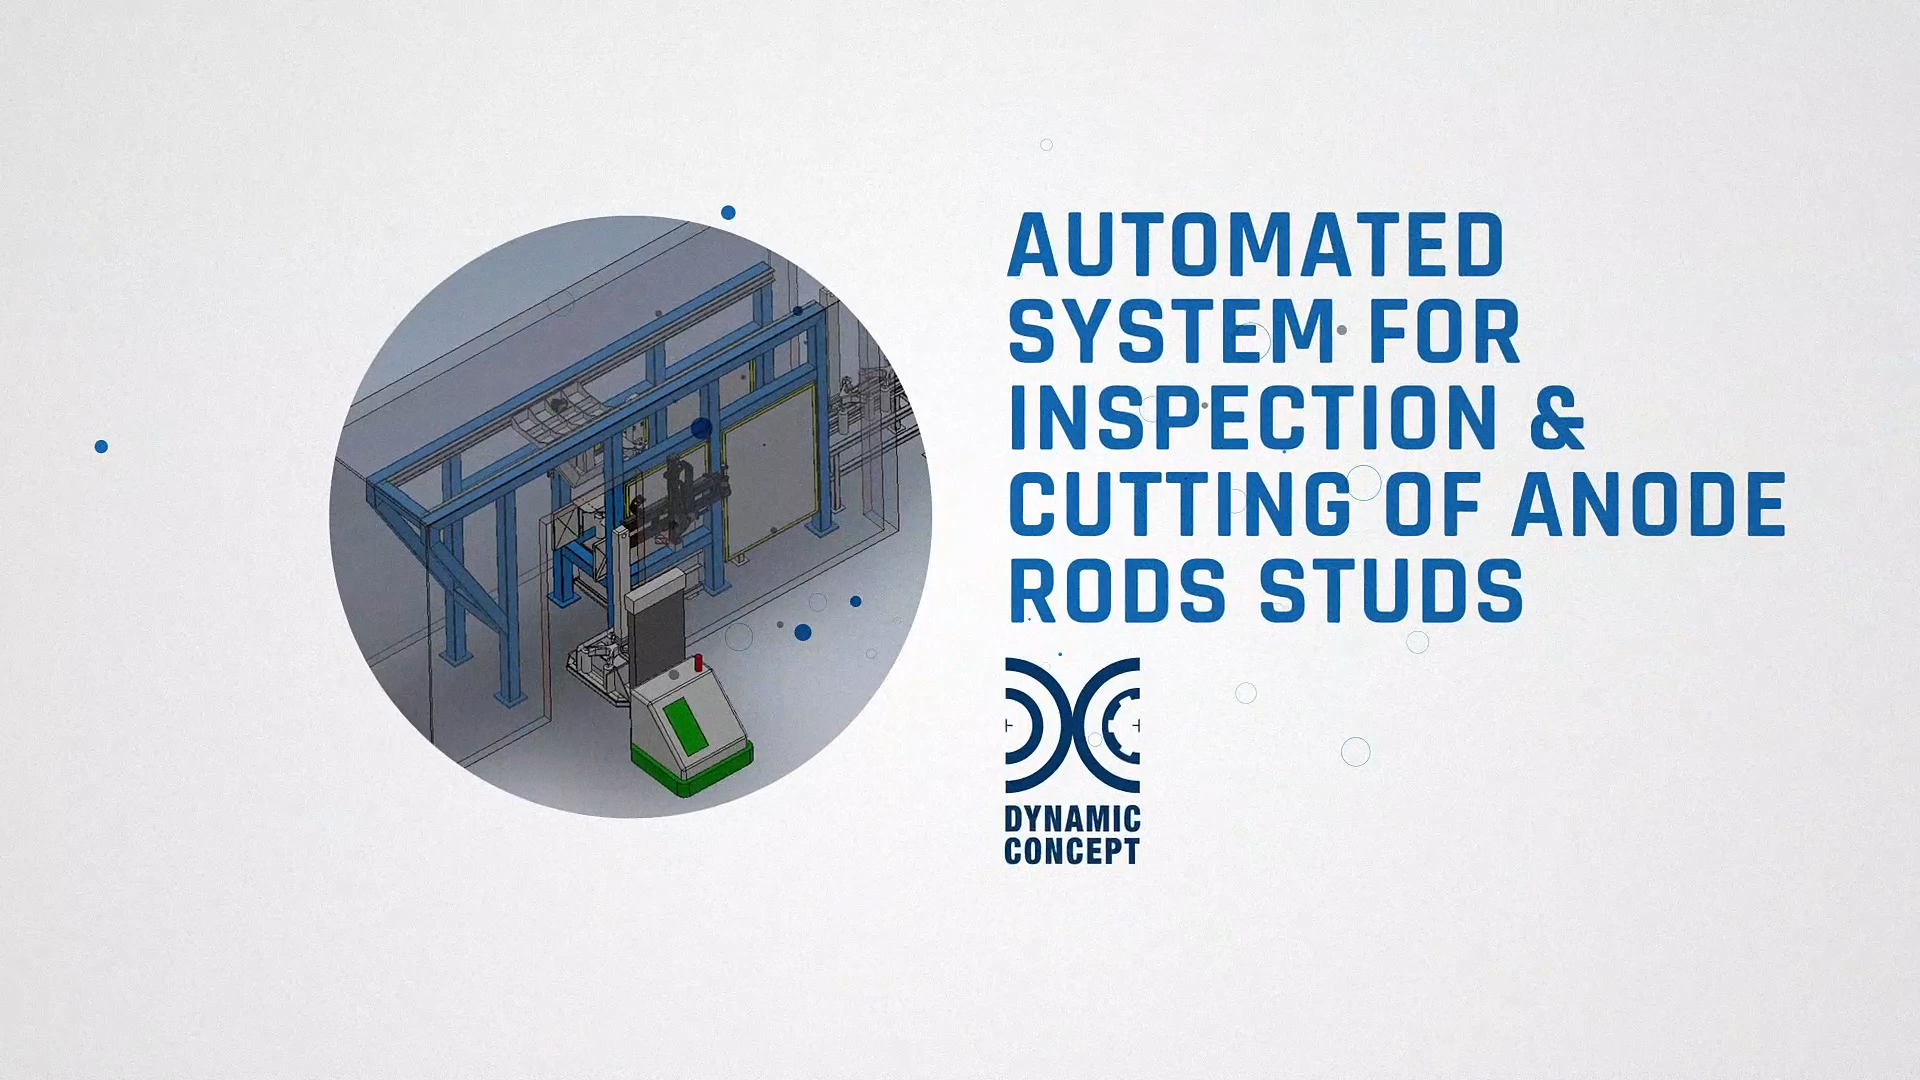 AUTOMATED
SYSTEM FOR
INSPECTION &
CUTTING OF ANODE
RODS STUDS
DYNAMIC
CONCEPT